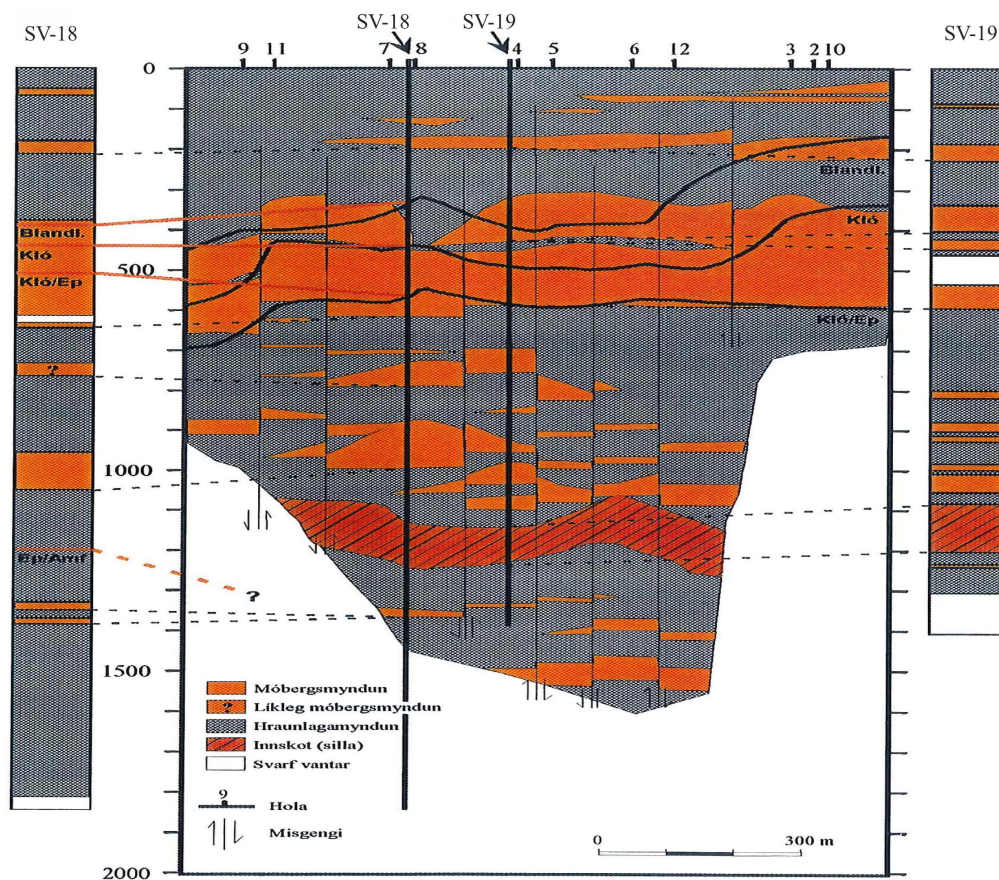 SV-18
SV-18
SV-19
SV-19
9 11 7 8 4 5 6 12 3 2 10
0
500
1000
1500
2000
Blandl.
Kló
Kló/Ep
?
Ep/Amf
?
Blandl.
Kló
Kló/Ep
Móbergsmyndun
? Líkleg móbergsmyndun
Hraunlagamyndun
Innskot (silla)
Svarf vantar
9 Hola
Misgengi
0 300 m